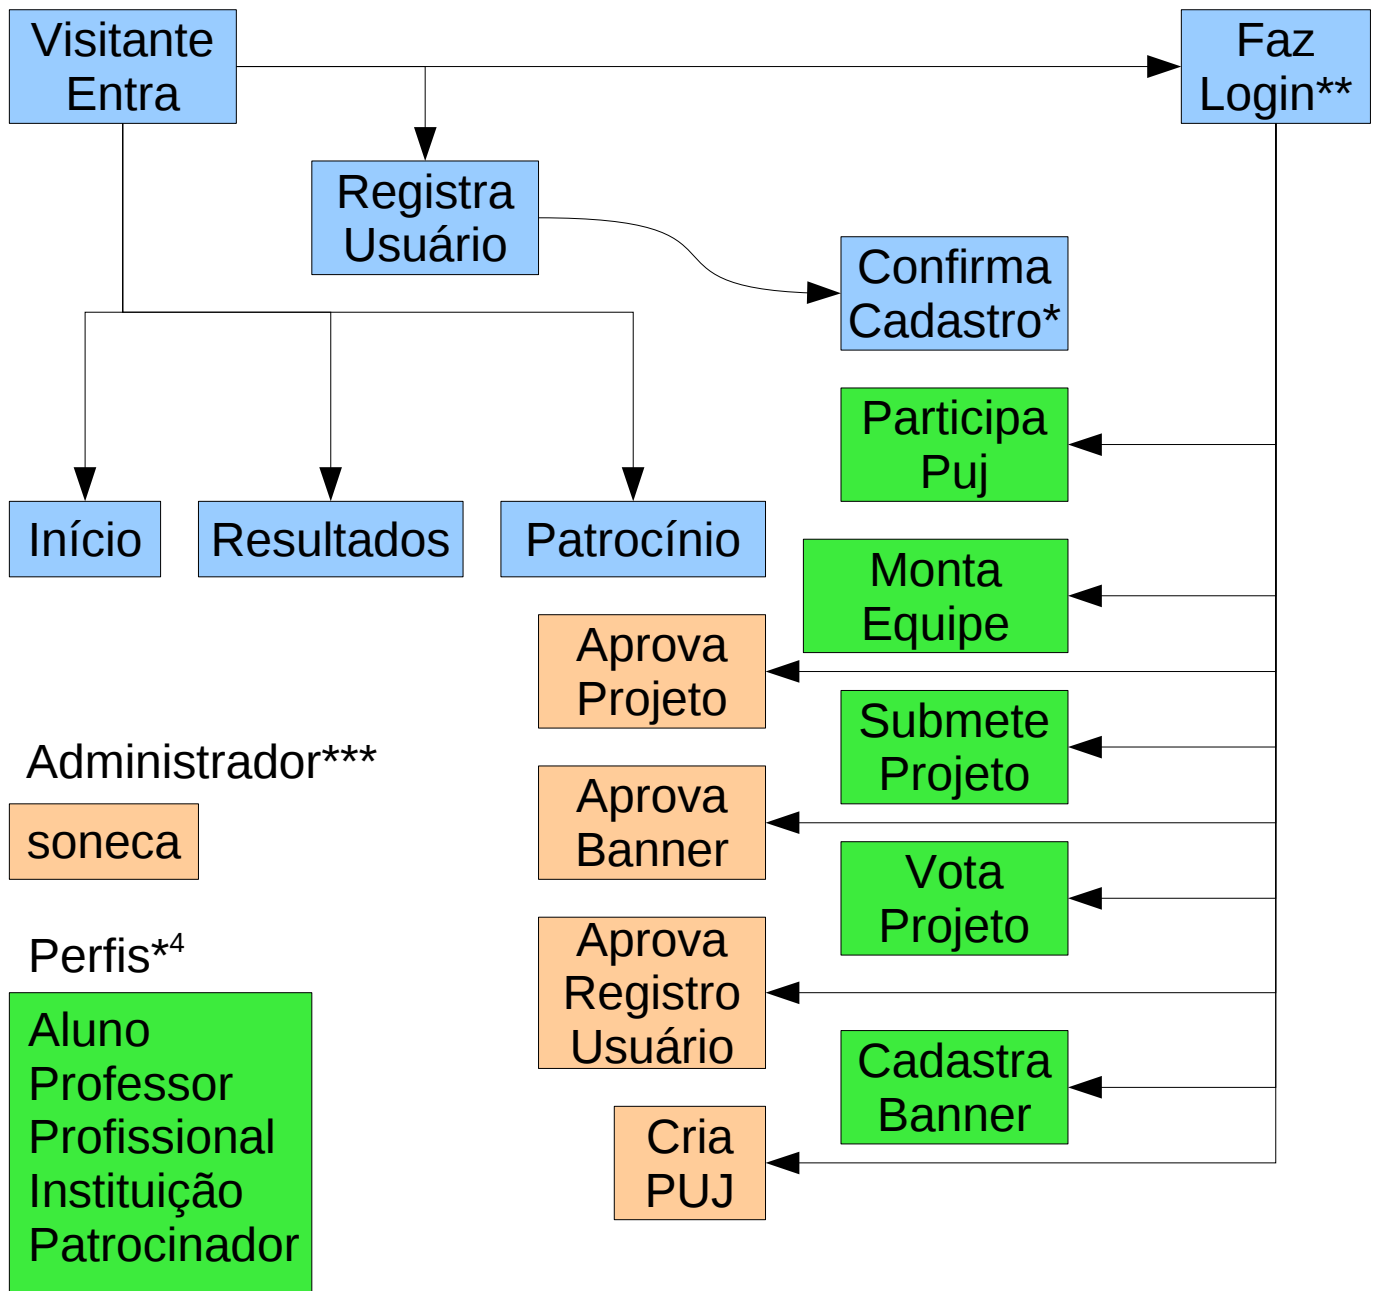 Visitante
Entra
Faz
Login**
Registra
Usuário
Confirma
Cadastro*
Participa
Puj
Início
Resultados
Patrocínio
Monta
Equipe
Aprova
Projeto
Submete
Projeto
Administrador***
soneca
Aprova
Banner
Vota
Projeto
Perfis*⁴
Aluno
Professor
Profissional
Instituição
Patrocinador
Aprova
Registro
Usuário
Cadastra
Banner
Cria
PUJ